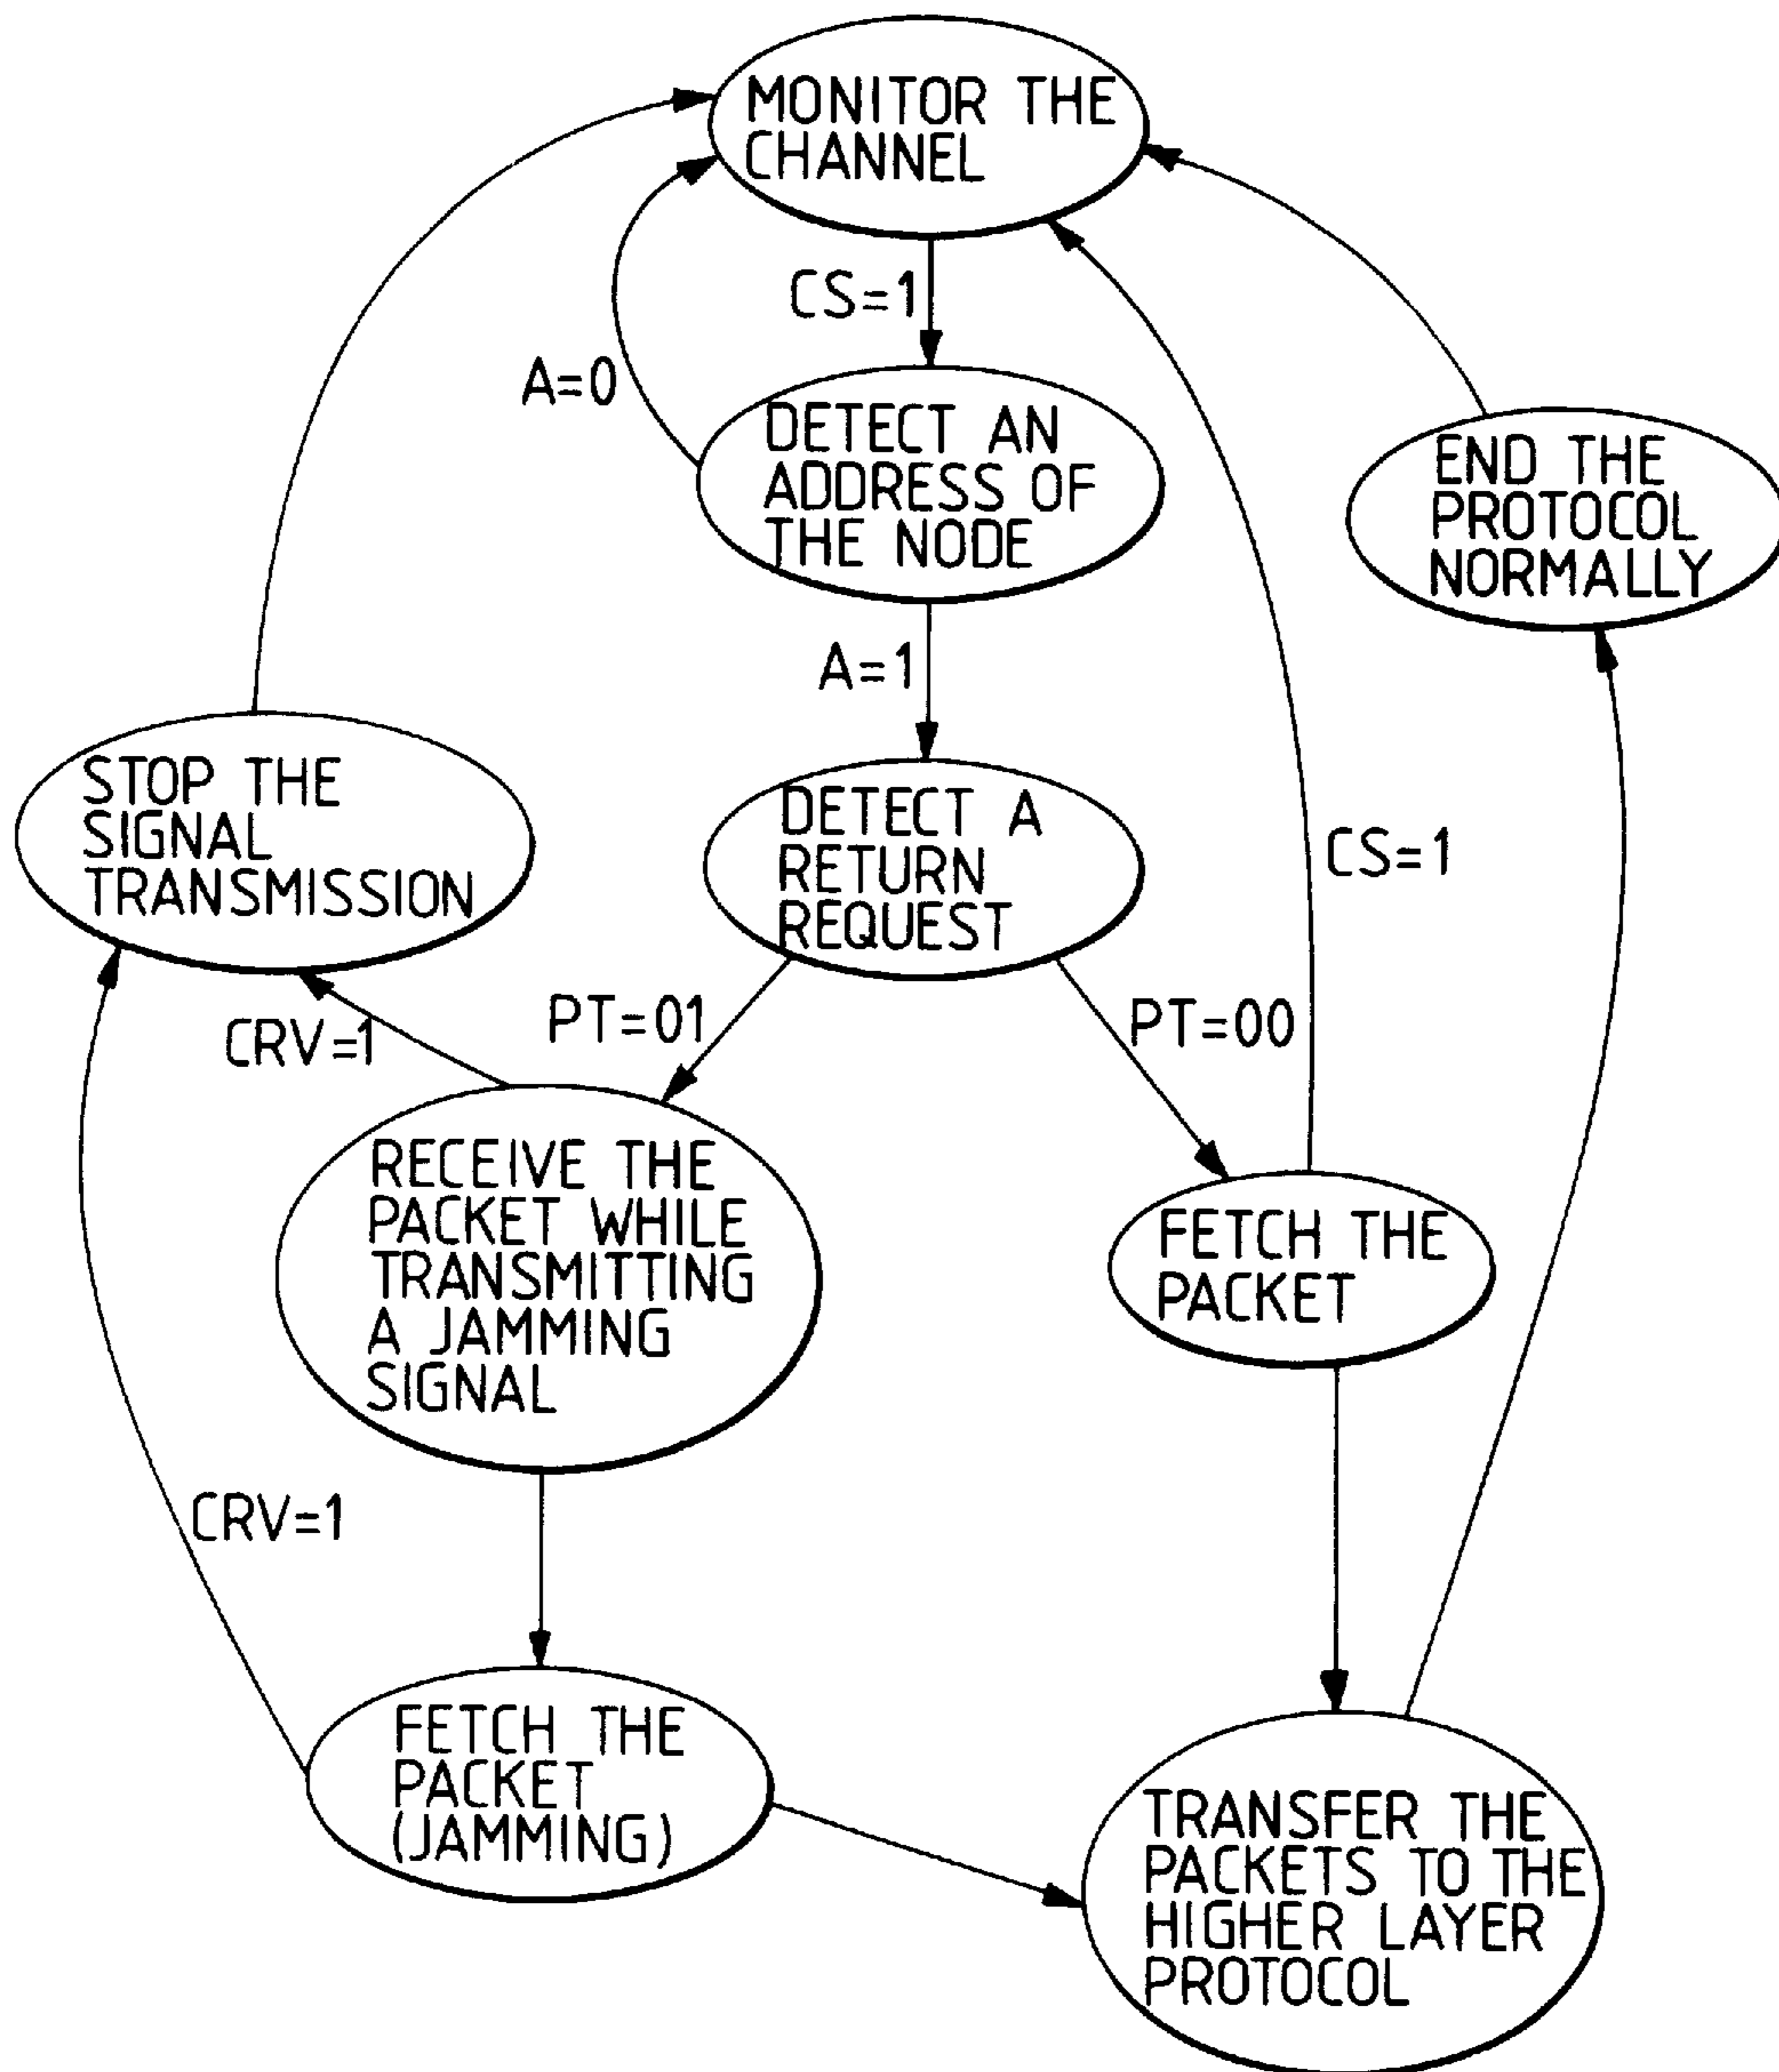 MONITOR THE
CHANNEL
CS=1
A=0
DETECT AN
ADDRESS OF
THE NODE
END THE
PROTOCOL
NORMALLY
A=1
STOP THE
SIGNAL
TRANSMISSION
DETECT A
RETURN
REQUEST
CS=1
CRV=1
PT=01
PT=00
RECEIVE THE
PACKET WHILE
TRANSMITTING
A JAMMING
SIGNAL
FETCH THE
PACKET
CRV=1
FETCH THE
PACKET
(JAMMING)
TRANSFER THE
PACKETS TO THE
HIGHER LAYER
PROTOCOL